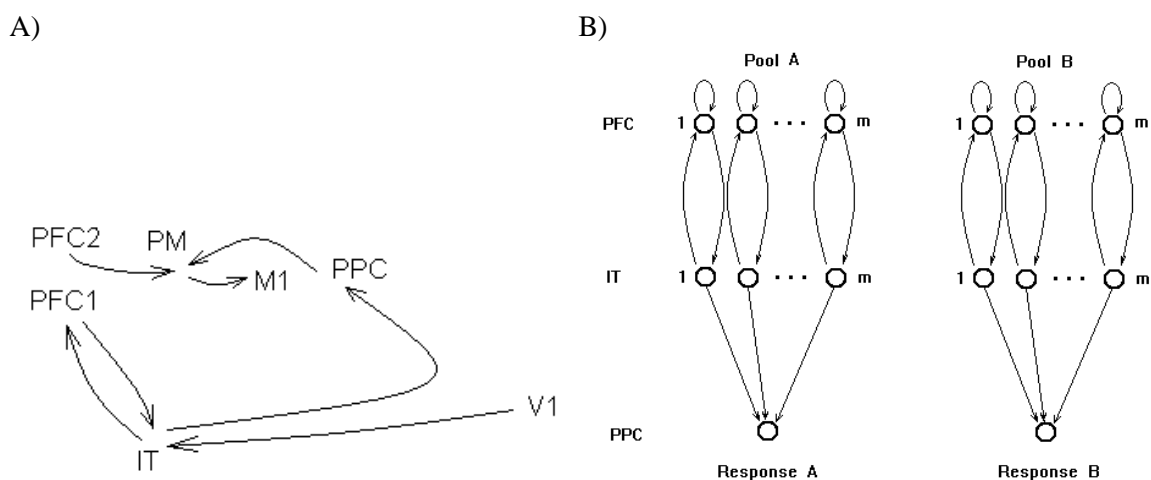 A)
PFC2
PM
PPC
M1
PFC1
V1
IT
B)
Pool A
Pool B
PFC
1
...
m
1
...
m
IT
1
...
m
1
...
m
PPC
Response A
Response B